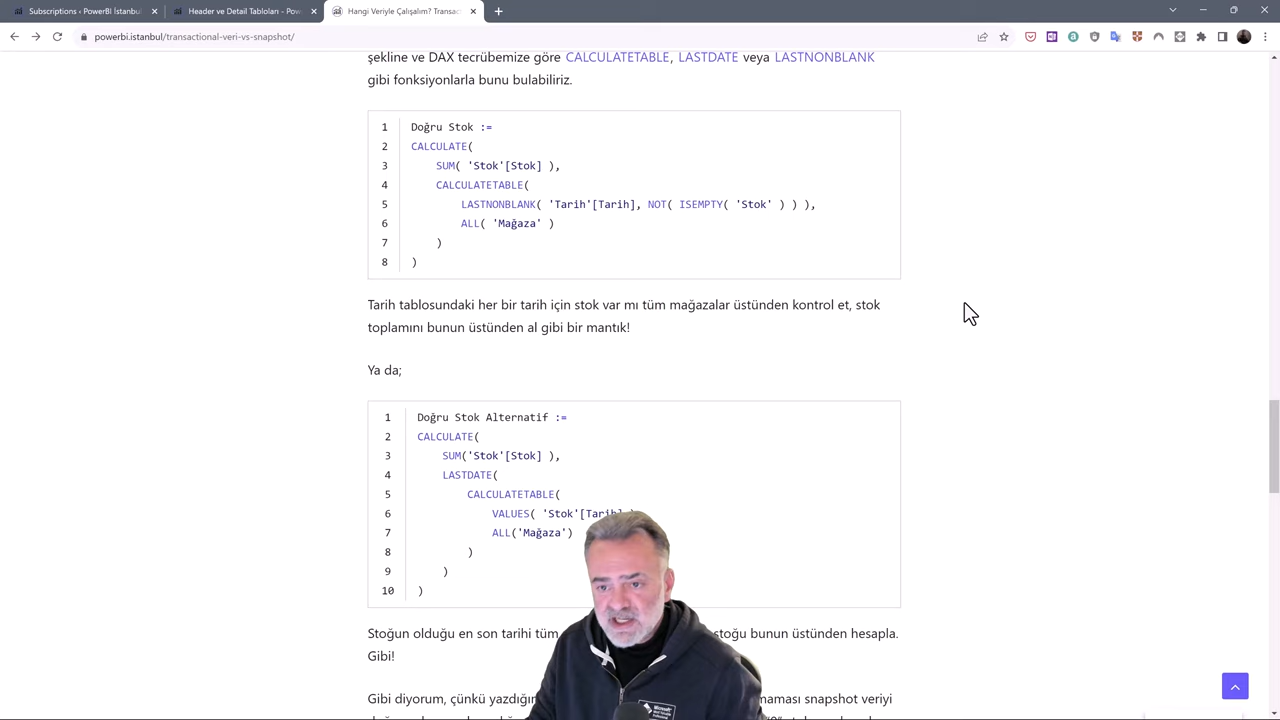 Subscriptions ‹ PowerBI İstanbul
Header ve Detail Tabloları - Pow
Hangi Veriyle Çalışalım? Transac
powerbi.istanbul/transactional-veri-vs-snapshot/
şekline ve DAX tecrübemize göre CALCULATETABLE, LASTDATE veya LASTNONBLANK
gibi fonksiyonlarla bunu bulabiliriz.
1 Doğru Stok :=
2 CALCULATE(
3 SUM( 'Stok'[Stok] ),
4 CALCULATETABLE(
5 LASTNONBLANK( 'Tarih'[Tarih], NOT( ISEMPTY( 'Stok' ) ) ),
6 ALL( 'Mağaza' )
7 )
8 )
Tarih tablosundaki her bir tarih için stok var mı tüm mağazalar üstünden kontrol et, stok
toplamını bunun üstünden al gibi bir mantık!
Ya da;
1 Doğru Stok Alternatif :=
2 CALCULATE(
3 SUM('Stok'[Stok] ),
4 LASTDATE(
5 CALCULATETABLE(
6 VALUES( 'Stok'[Tarih] )
7 ALL('Mağaza')
8 )
9 )
10 )
Stoğun olduğu en son tarihi tüm stoğu bunun üstünden hesapla.
Gibi!
Gibi diyorum, çünkü snapshot veriyi